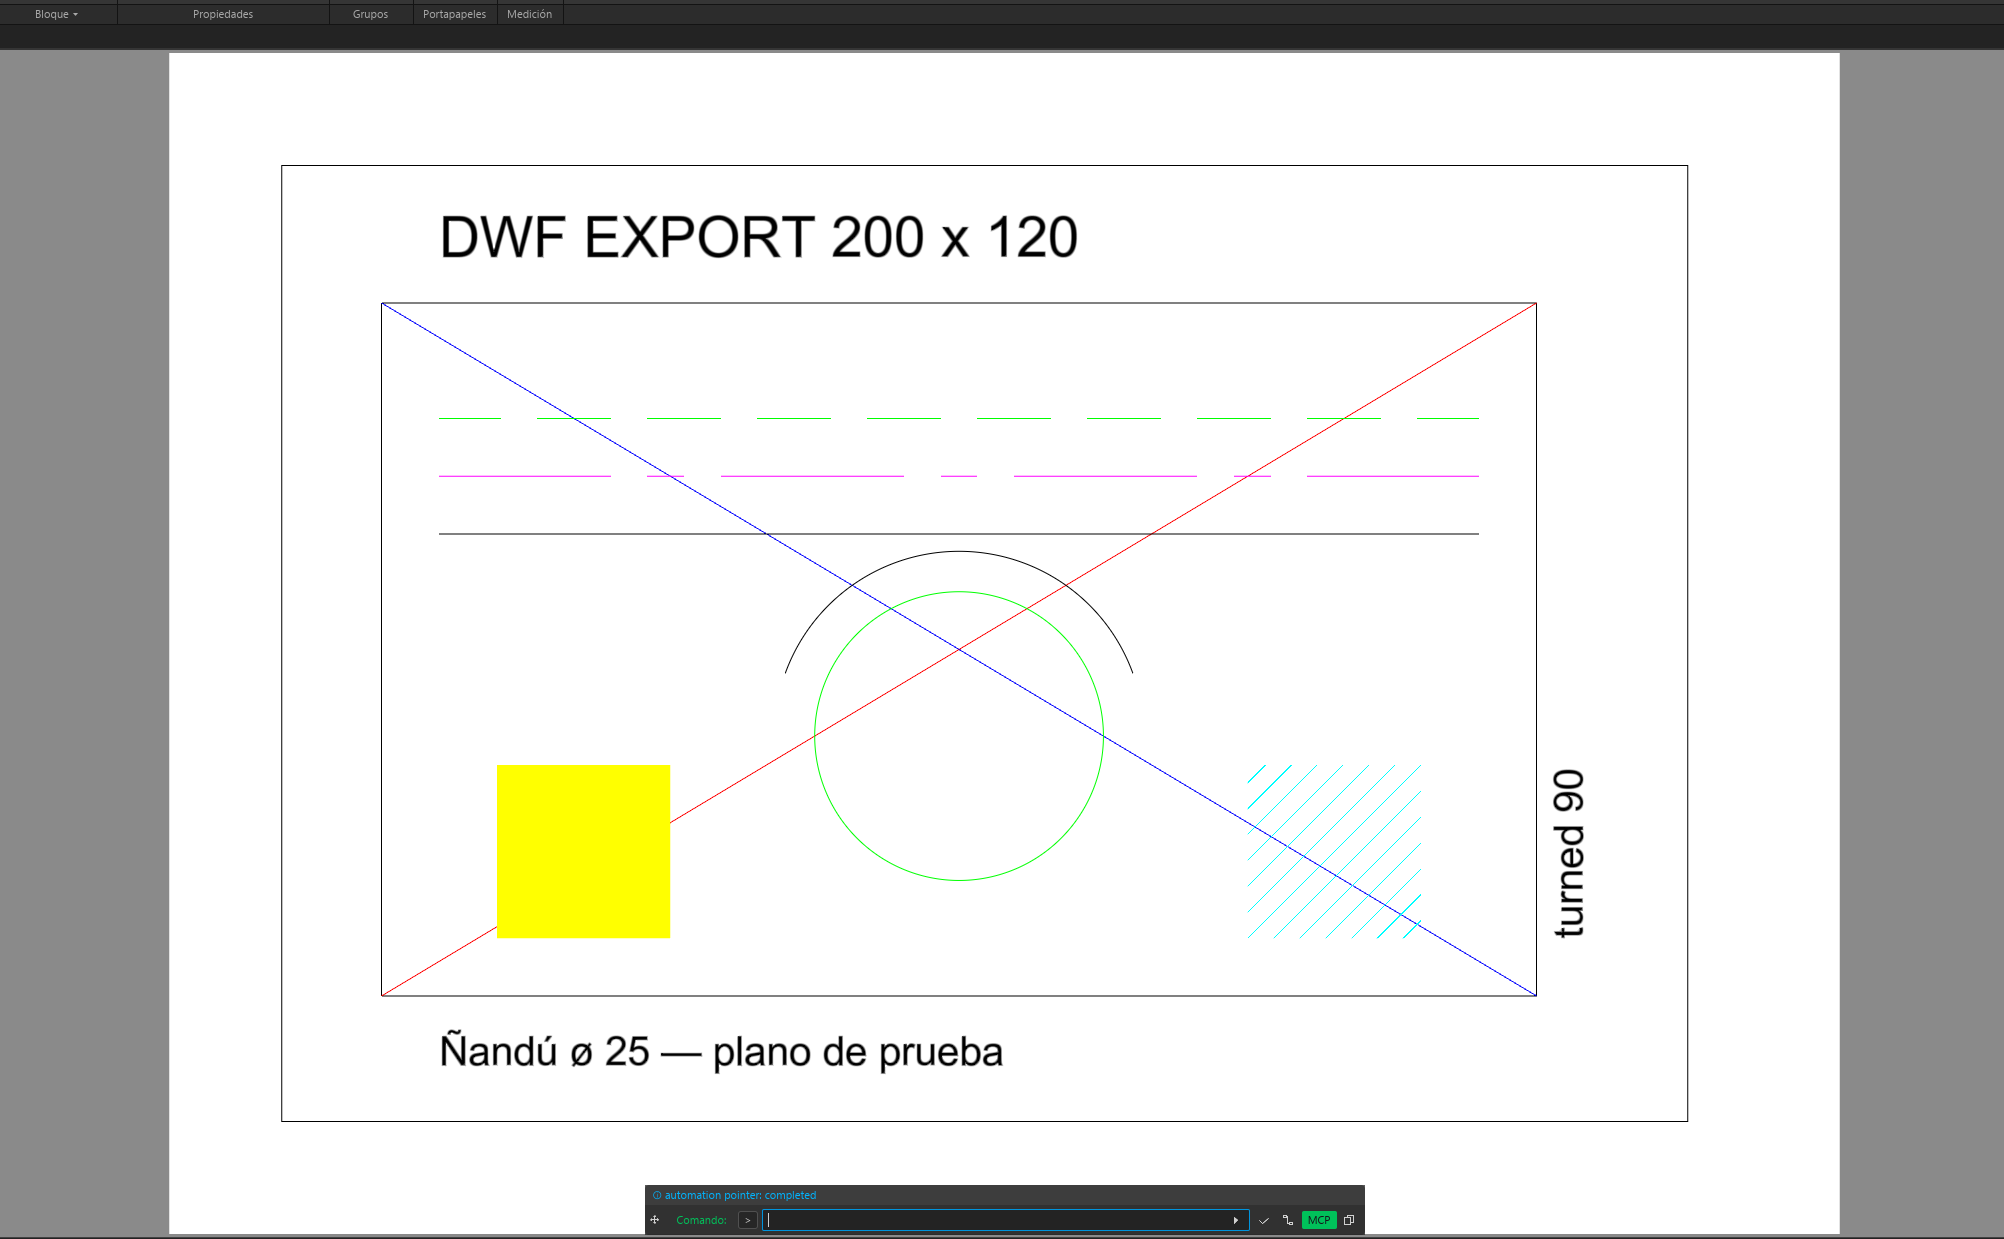 Bloque
Propiedades
Grupos
Portapapeles
Medición
DWF EXPORT 200 x 120
turned 90
Ñandú ø 25 — plano de prueba
automation pointer: completed
Comando:
>
MCP